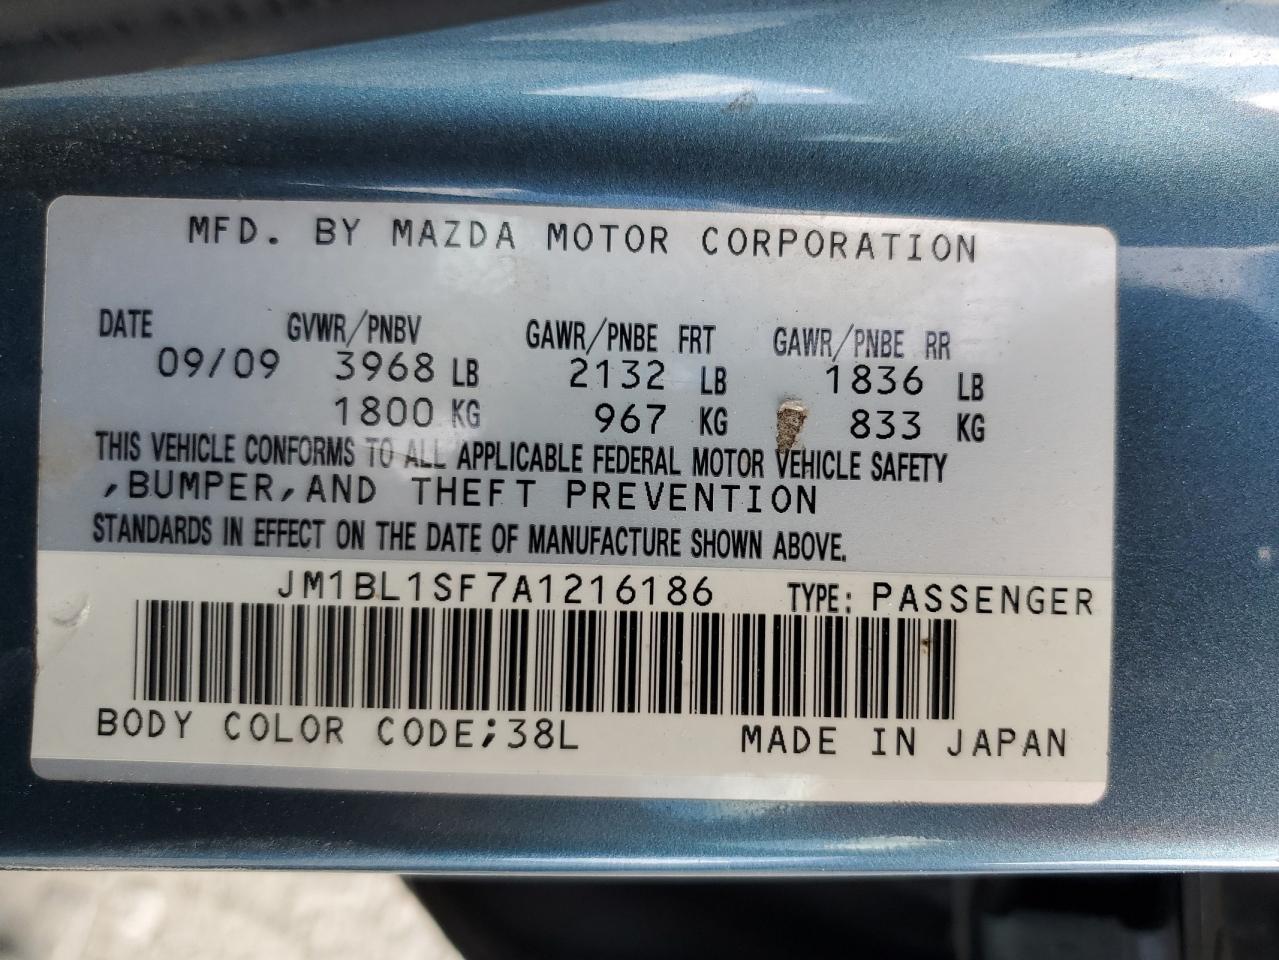 MFD. BY MAZDA MOTOR CORPORATION
DATE GVWR/PNBV GAWR/PNBE FRT GAWR/PNBE RR
09/09 3968 LB 2132 LB 1836 LB
1800 KG 967 KG 833 KG
THIS VEHICLE CONFORMS TO ALL APPLICABLE FEDERAL MOTOR VEHICLE SAFETY
,BUMPER,AND THEFT PREVENTION
STANDARDS IN EFFECT ON THE DATE OF MANUFACTURE SHOWN ABOVE.
JM1BL1SF7A1216186 TYPE: PASSENGER
BODY COLOR CODE;38L MADE IN JAPAN